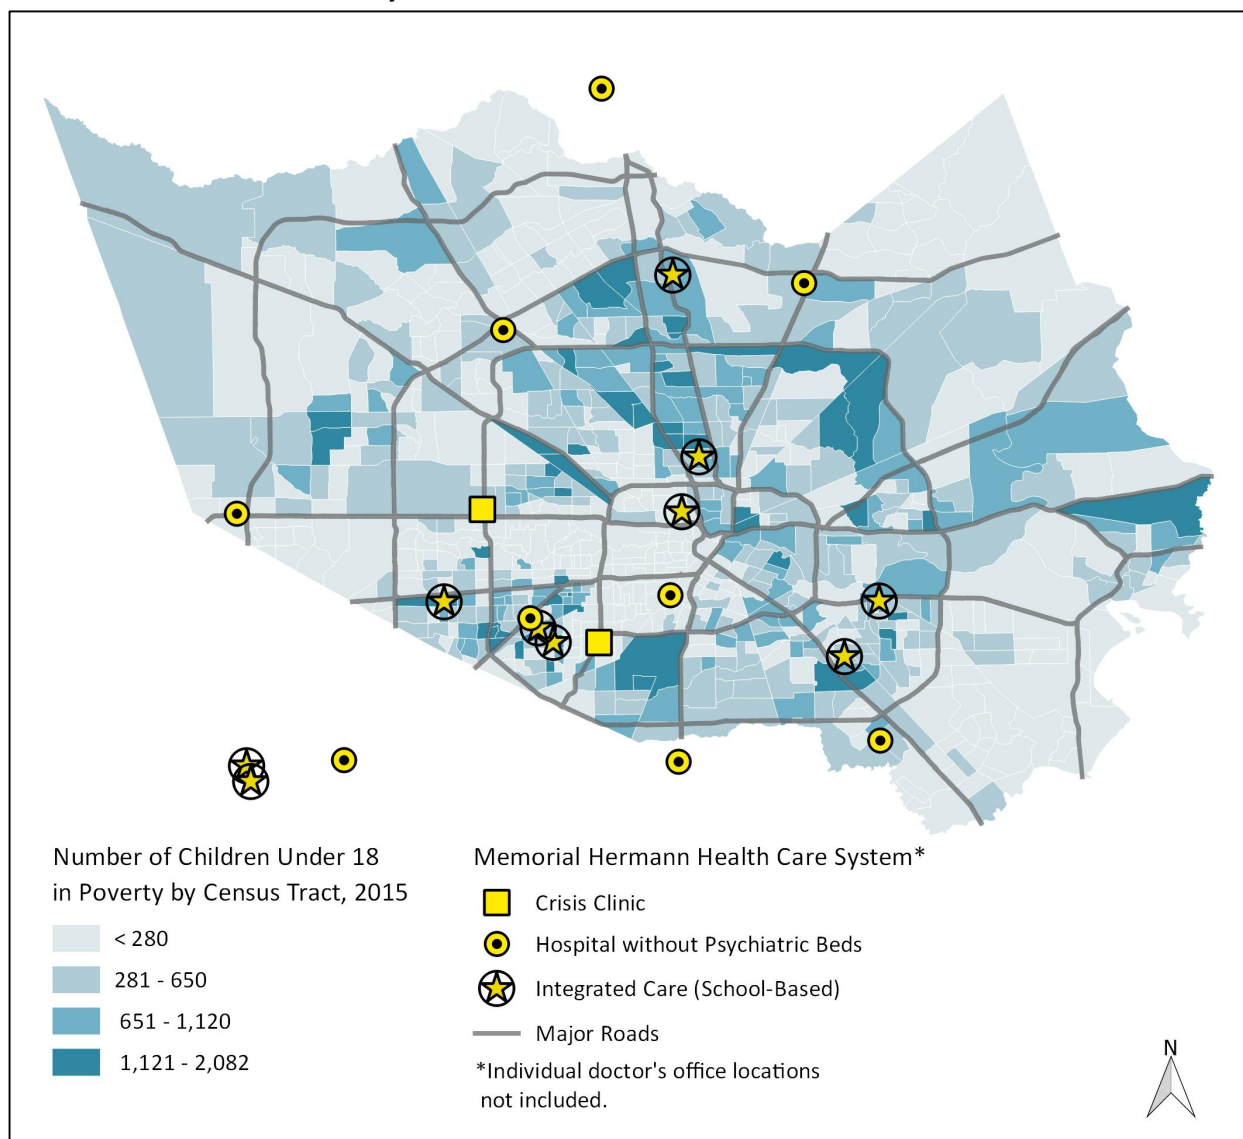 Number of Children Under 18
in Poverty by Census Tract, 2015
< 280
281 - 650
651 - 1,120
1,121 - 2,082
Memorial Hermann Health Care System*
Crisis Clinic
Hospital without Psychiatric Beds
Integrated Care (School-Based)
Major Roads
*Individual doctor's office locations
not included.
N